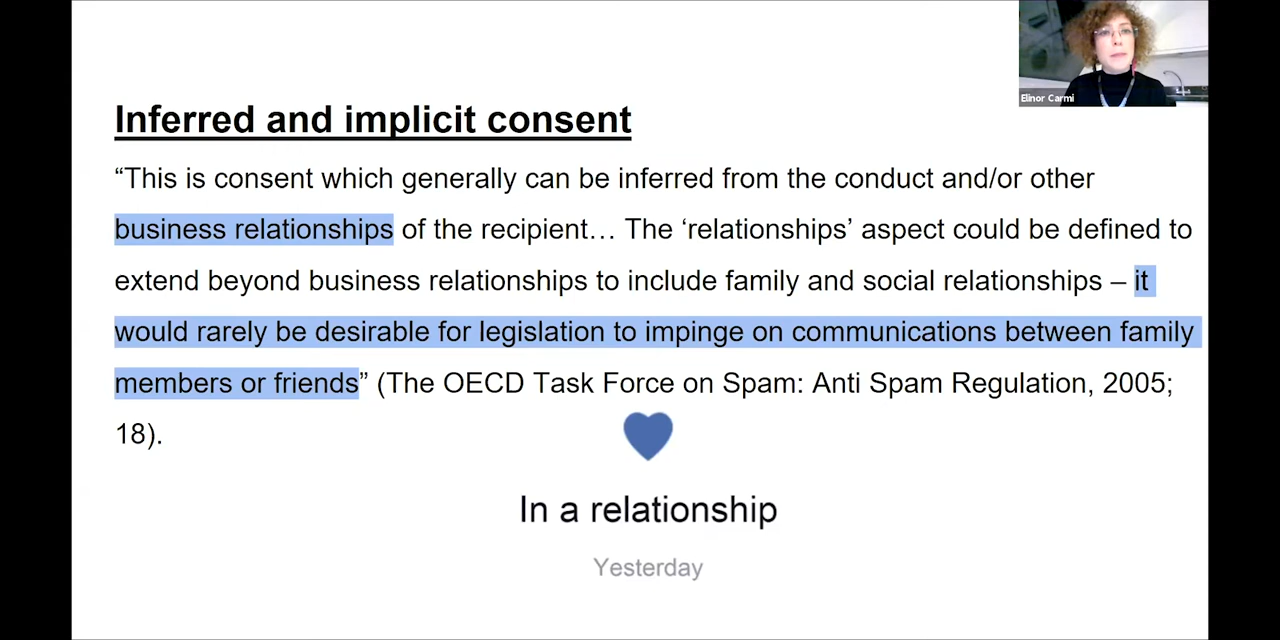 Elinor Carmi
Inferred and implicit consent
“This is consent which generally can be inferred from the conduct and/or other
business relationships of the recipient… The ‘relationships’ aspect could be defined to
extend beyond business relationships to include family and social relationships – it
would rarely be desirable for legislation to impinge on communications between family
members or friends” (The OECD Task Force on Spam: Anti Spam Regulation, 2005;
18).
In a relationship
Yesterday